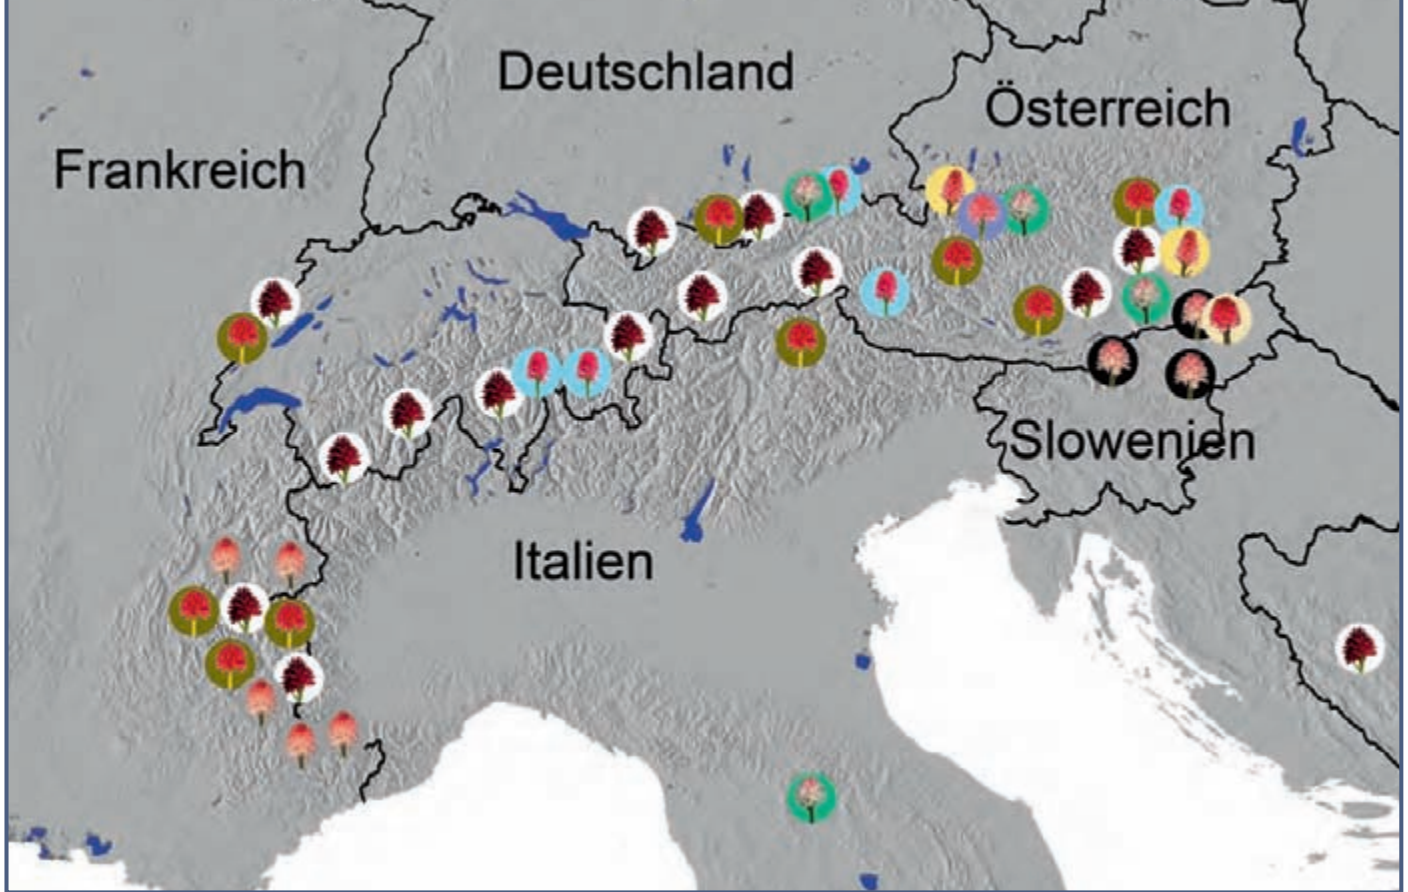 Deutschland
Österreich
Frankreich
Slowenien
Italien